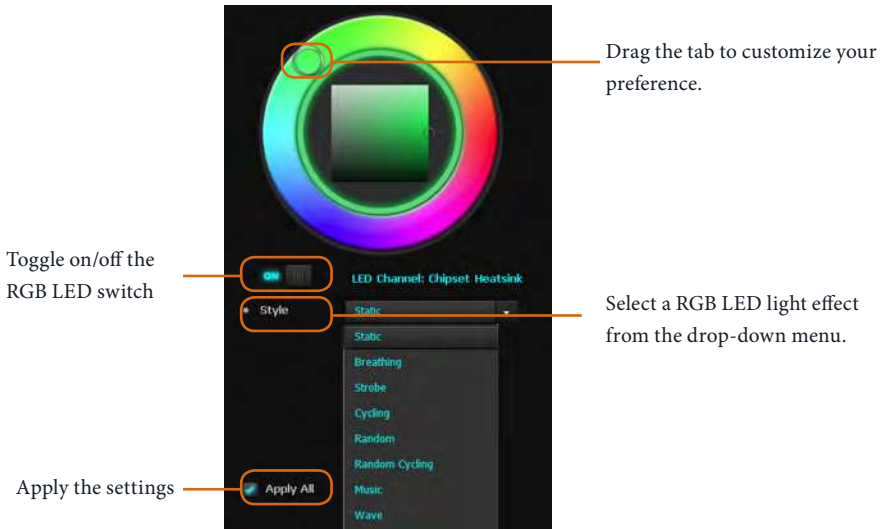 Drag the tab to customize your
preference.
Toggle on/off the
RGB LED switch
ON
LED Channel: Chipset Heatsink
Style
Static
Select a RGB LED light effect
from the drop-down menu.
Static
Breathing
Strobe
Cycling
Random
Random Cycling
Apply the settings
Apply All
Music
Wave